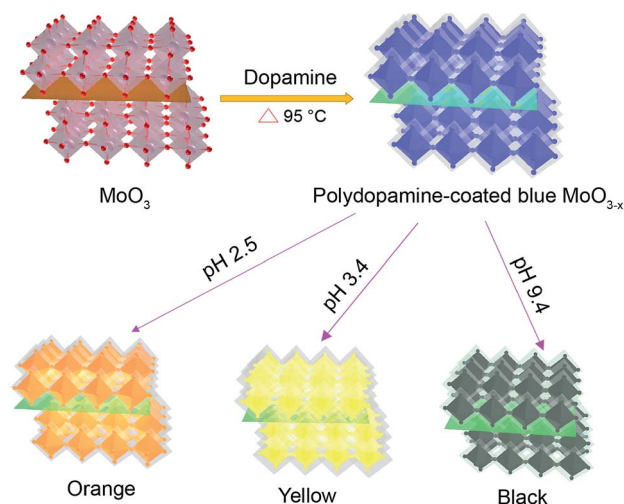 Dopamine
△ 95 °C
MoO₃
Polydopamine-coated blue MoO₃₋ₓ
pH 2.5
pH 3.4
pH 9.4
Orange
Yellow
Black